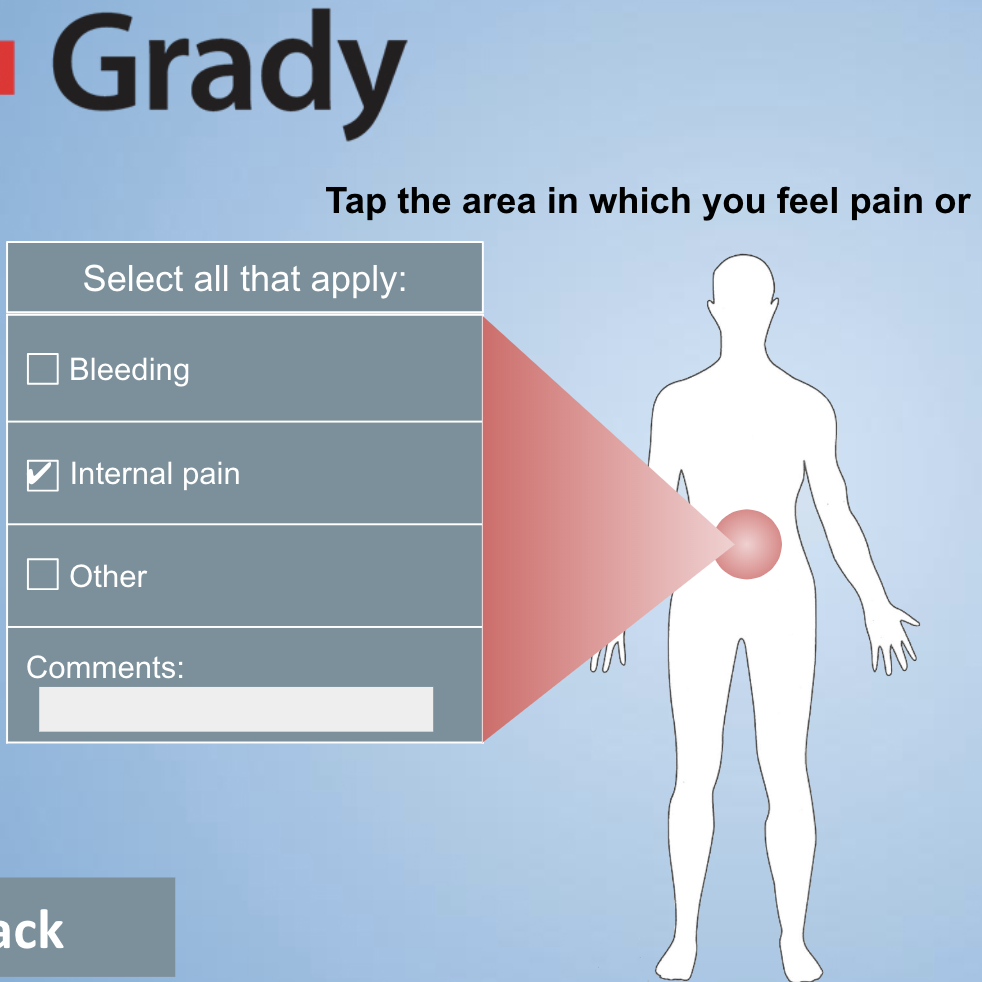 Grady
Tap the area in which you feel pain or
Select all that apply:
Bleeding
Internal pain
Other
Comments:
ack